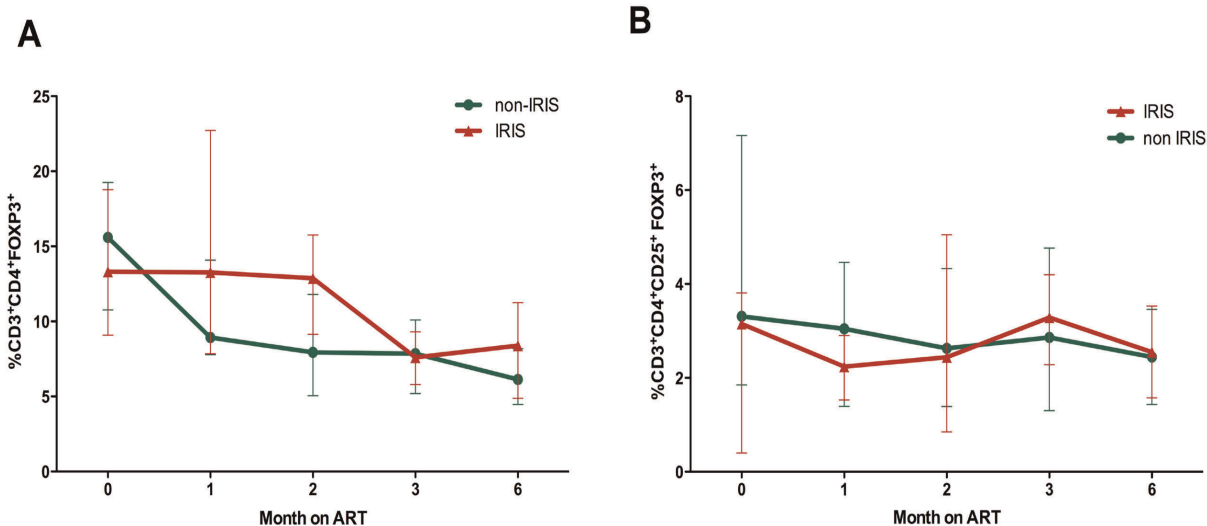 A
%CD3⁺CD4⁺FOXP3⁺
25
20
15
10
5
0
non-IRIS
IRIS
0 1 2 3 6
Month on ART
B
%CD3⁺CD4⁺CD25⁺ FOXP3⁺
8
6
4
2
0
IRIS
non IRIS
0 1 2 3 6
Month on ART